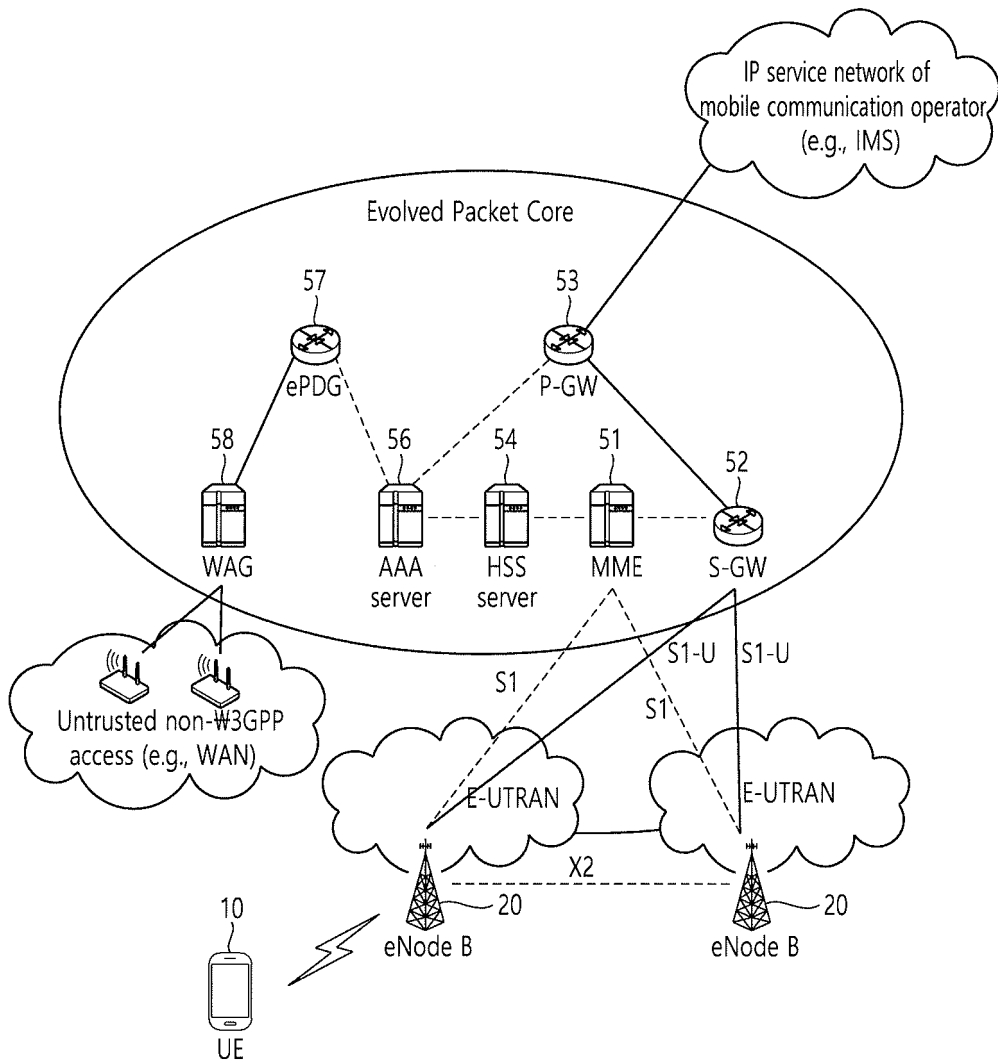 IP service network of
mobile communication operator
(e.g., IMS)
Evolved Packet Core
57
53
ePDG
P-GW
58
56
54
51
52
WAG
AAA
server
HSS
server
MME
S-GW
S1
S1-U
S1-U
S1
Untrusted non-₩3GPP
access (e.g., WAN)
E-UTRAN
E-UTRAN
X2
10
20
20
eNode B
eNode B
UE